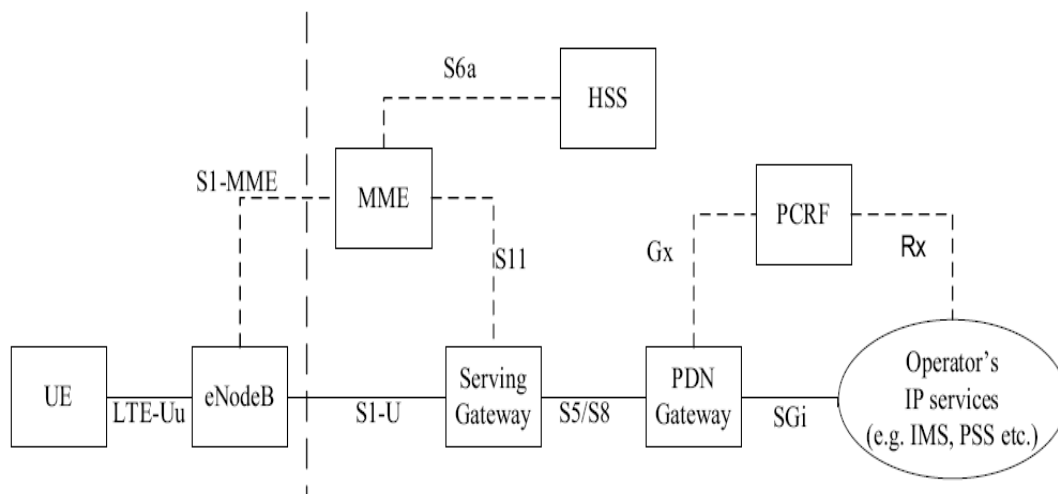 S6a
HSS
S1-MME
MME
PCRF
Gx
Rx
S11
UE
eNodeB
Serving
Gateway
PDN
Gateway
Operator's
IP services
(e.g. IMS, PSS etc.)
LTE-Uu
S1-U
S5/S8
SGi